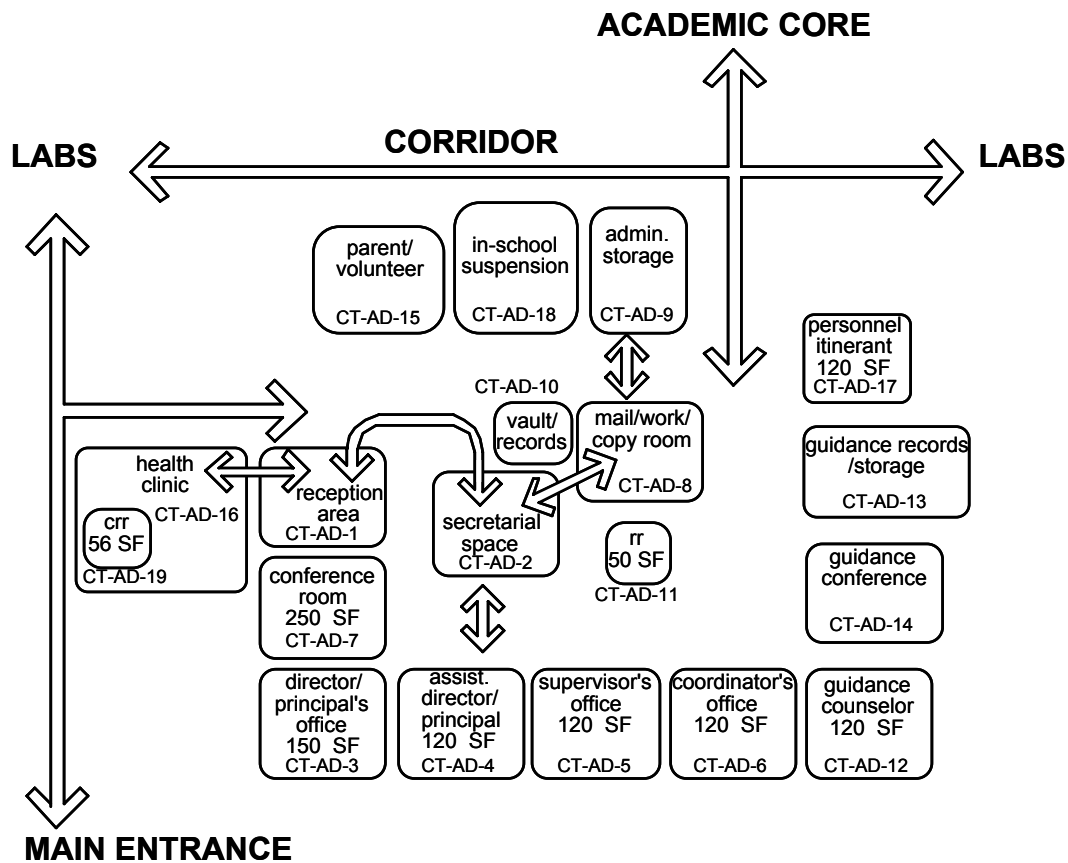 ACADEMIC CORE
CORRIDOR
LABS
LABS
parent/
volunteer
CT-AD-15
in-school
suspension
CT-AD-18
admin.
storage
CT-AD-9
personnel
itinerant
120 SF
CT-AD-17
CT-AD-10
vault/
records
mail/work/
copy room
CT-AD-8
guidance records
/storage
CT-AD-13
health
clinic
CT-AD-16
crr
56 SF
CT-AD-19
reception
area
CT-AD-1
secretarial
space
CT-AD-2
rr
50 SF
CT-AD-11
guidance
conference
CT-AD-14
conference
room
250 SF
CT-AD-7
director/
principal's
office
150 SF
CT-AD-3
assist.
director/
principal
120 SF
CT-AD-4
supervisor's
office
120 SF
CT-AD-5
coordinator's
office
120 SF
CT-AD-6
guidance
counselor
120 SF
CT-AD-12
MAIN ENTRANCE